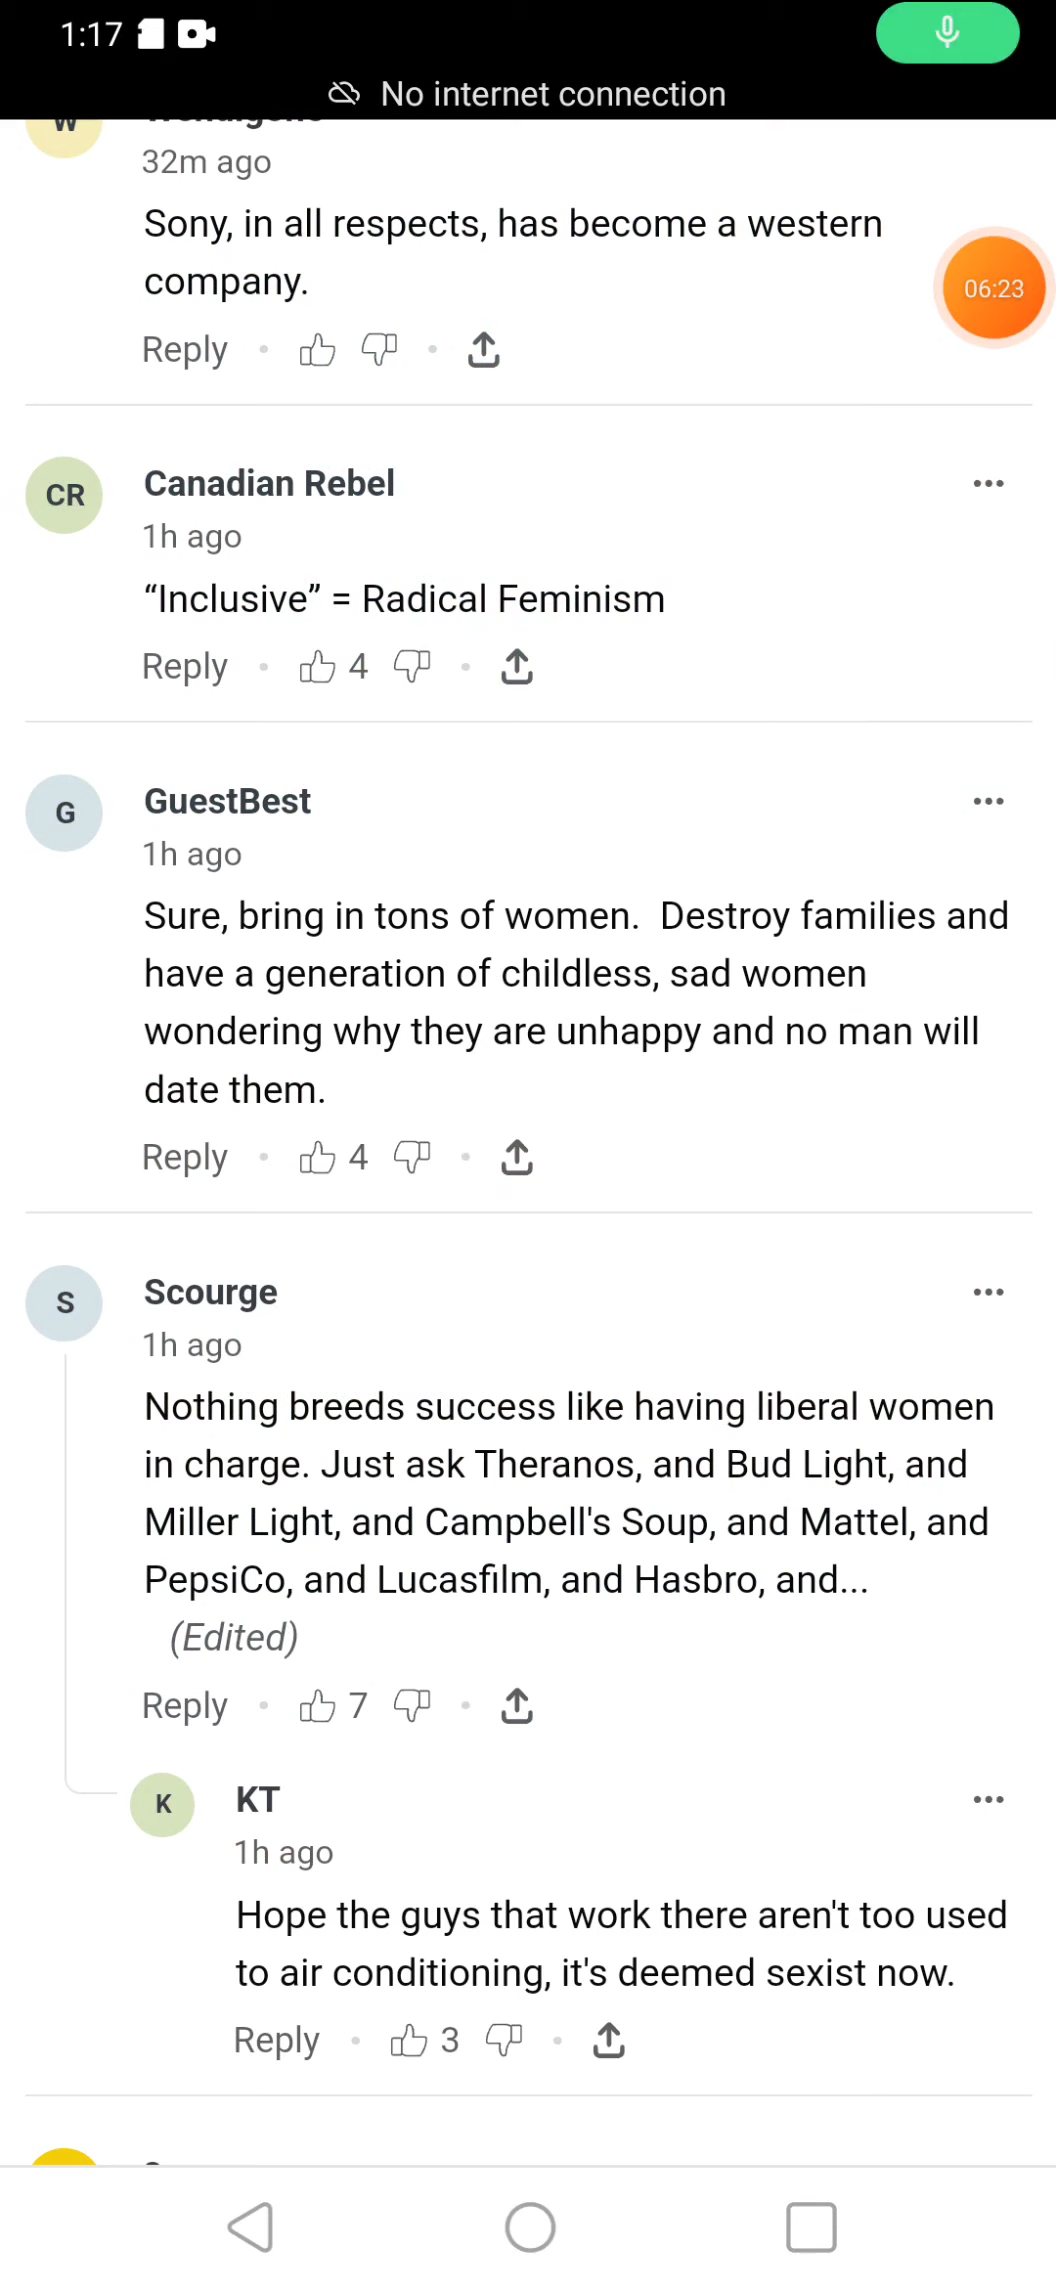 1:17
No internet connection
W
32m ago
Sony, in all respects, has become a western
company.
06:23
Reply
CR
Canadian Rebel
1h ago
“Inclusive” = Radical Feminism
Reply • 4
G
GuestBest
1h ago
Sure, bring in tons of women.  Destroy families and
have a generation of childless, sad women
wondering why they are unhappy and no man will
date them.
Reply • 4
S
Scourge
1h ago
Nothing breeds success like having liberal women
in charge. Just ask Theranos, and Bud Light, and
Miller Light, and Campbell's Soup, and Mattel, and
PepsiCo, and Lucasfilm, and Hasbro, and...
(Edited)
Reply • 7
K
KT
1h ago
Hope the guys that work there aren't too used
to air conditioning, it's deemed sexist now.
Reply • 3